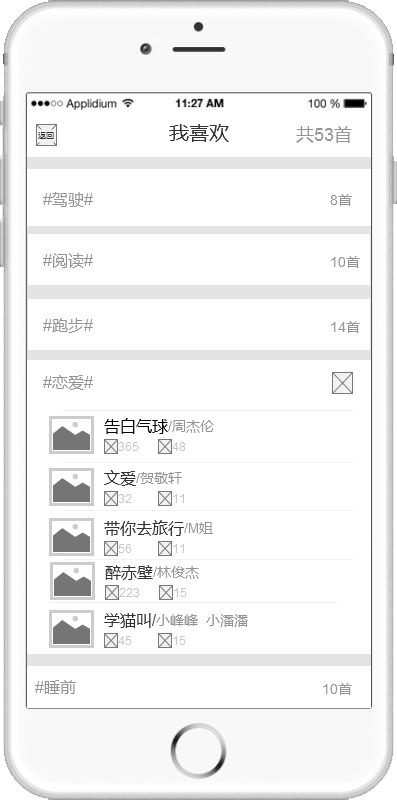 Applidium 11:27 AM 100 %
返回 我喜欢 共53首
#驾驶# 8首
#阅读# 10首
#跑步# 14首
#恋爱#
告白气球/周杰伦
365 48
文爱/贺敬轩
32 11
带你去旅行/M姐
56 11
醉赤壁/林俊杰
223 15
学猫叫/小峰峰 小潘潘
45 15
#睡前 10首